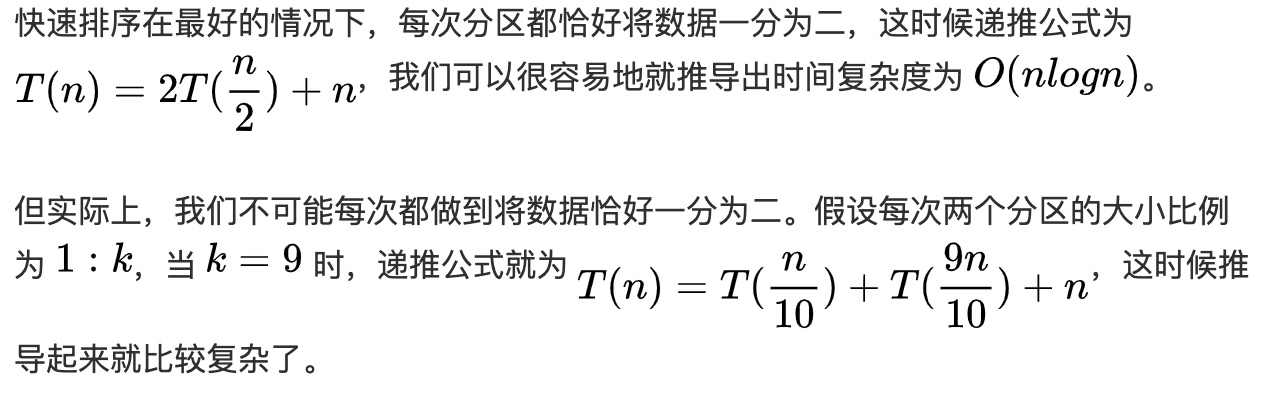 快速排序在最好的情况下，每次分区都恰好将数据一分为二，这时候递推公式为
T(n) = 2T(\frac{n}{2}) + n，我们可以很容易地就推导出时间复杂度为 O(nlogn)。
但实际上，我们不可能每次都做到将数据恰好一分为二。假设每次两个分区的大小比例
为 1 : k，当 k = 9 时，递推公式就为 T(n) = T(\frac{n}{10}) + T(\frac{9n}{10}) + n，这时候推
导起来就比较复杂了。